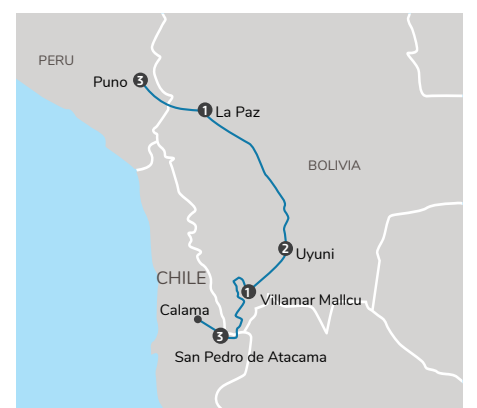 PERU
Puno 3
1 La Paz
BOLIVIA
2 Uyuni
CHILE
1 Villamar Mallcu
Calama
3
San Pedro de Atacama